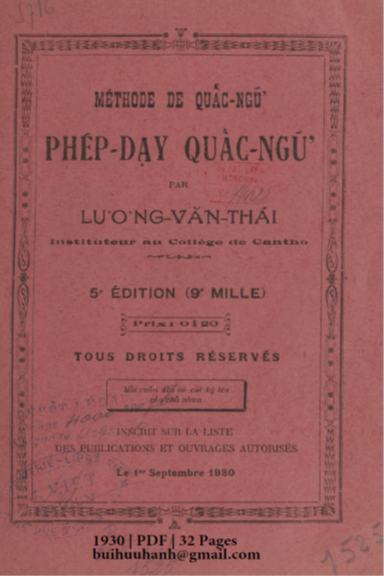 5716
MÉTHODE DE QUẤC-NGỮ
PHÉP-DẠY QUẤC-NGỮ
PAR
LƯƠNG-VĂN-THÁI
Instituteur au Collège de Cantho
5e ÉDITION (9e MILLE)
Prix : 0$20
TOUS DROITS RÉSERVÉS
INSCRIT SUR LA LISTE
DES PUBLICATIONS ET OUVRAGES AUTORISÉS
Le 1er Septembre 1930
1930 | PDF | 32 Pages
buihuuhanh@gmail.com
1525